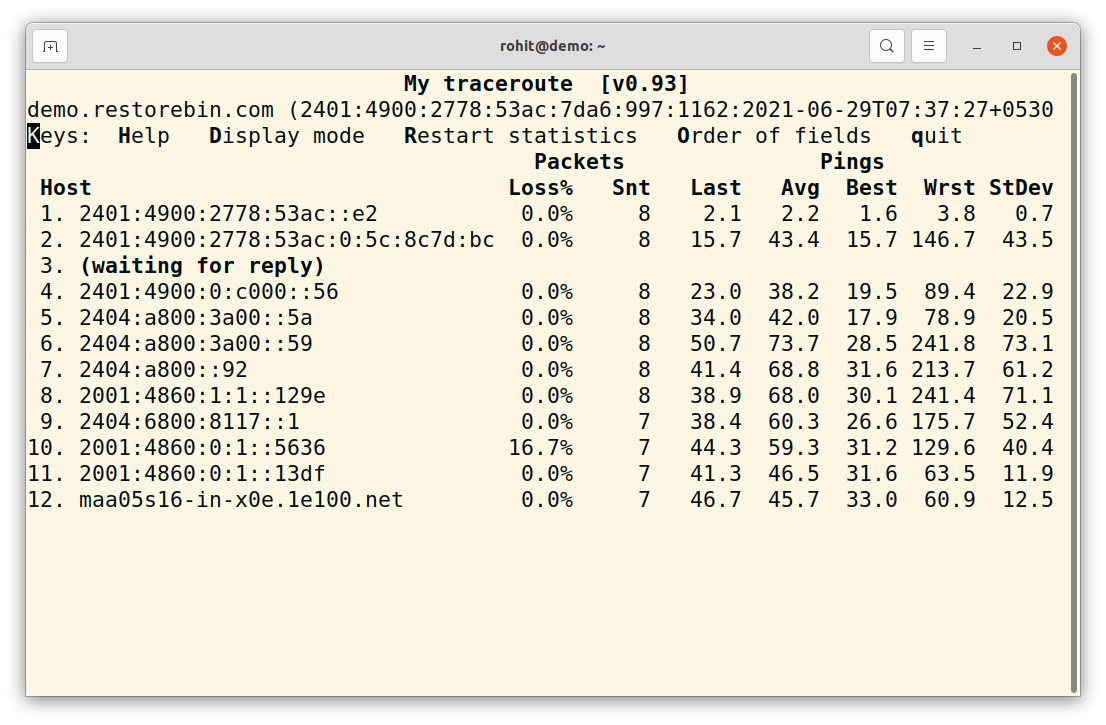 rohit@demo: ~
My traceroute [v0.93]
demo.restorebin.com (2401:4900:2778:53ac:7da6:997:1162:2021-06-29T07:37:27+0530
Keys: Help Display mode Restart statistics Order of fields quit
Packets Pings
Host Loss% Snt Last Avg Best Wrst StDev
1. 2401:4900:2778:53ac::e2 0.0% 8 2.1 2.2 1.6 3.8 0.7
2. 2401:4900:2778:53ac:0:5c:8c7d:bc 0.0% 8 15.7 43.4 15.7 146.7 43.5
3. (waiting for reply)
4. 2401:4900:0:c000::56 0.0% 8 23.0 38.2 19.5 89.4 22.9
5. 2404:a800:3a00::5a 0.0% 8 34.0 42.0 17.9 78.9 20.5
6. 2404:a800:3a00::59 0.0% 8 50.7 73.7 28.5 241.8 73.1
7. 2404:a800::92 0.0% 8 41.4 68.8 31.6 213.7 61.2
8. 2001:4860:1:1::129e 0.0% 8 38.9 68.0 30.1 241.4 71.1
9. 2404:6800:8117::1 0.0% 7 38.4 60.3 26.6 175.7 52.4
10. 2001:4860:0:1::5636 16.7% 7 44.3 59.3 31.2 129.6 40.4
11. 2001:4860:0:1::13df 0.0% 7 41.3 46.5 31.6 63.5 11.9
12. maa05s16-in-x0e.1e100.net 0.0% 7 46.7 45.7 33.0 60.9 12.5